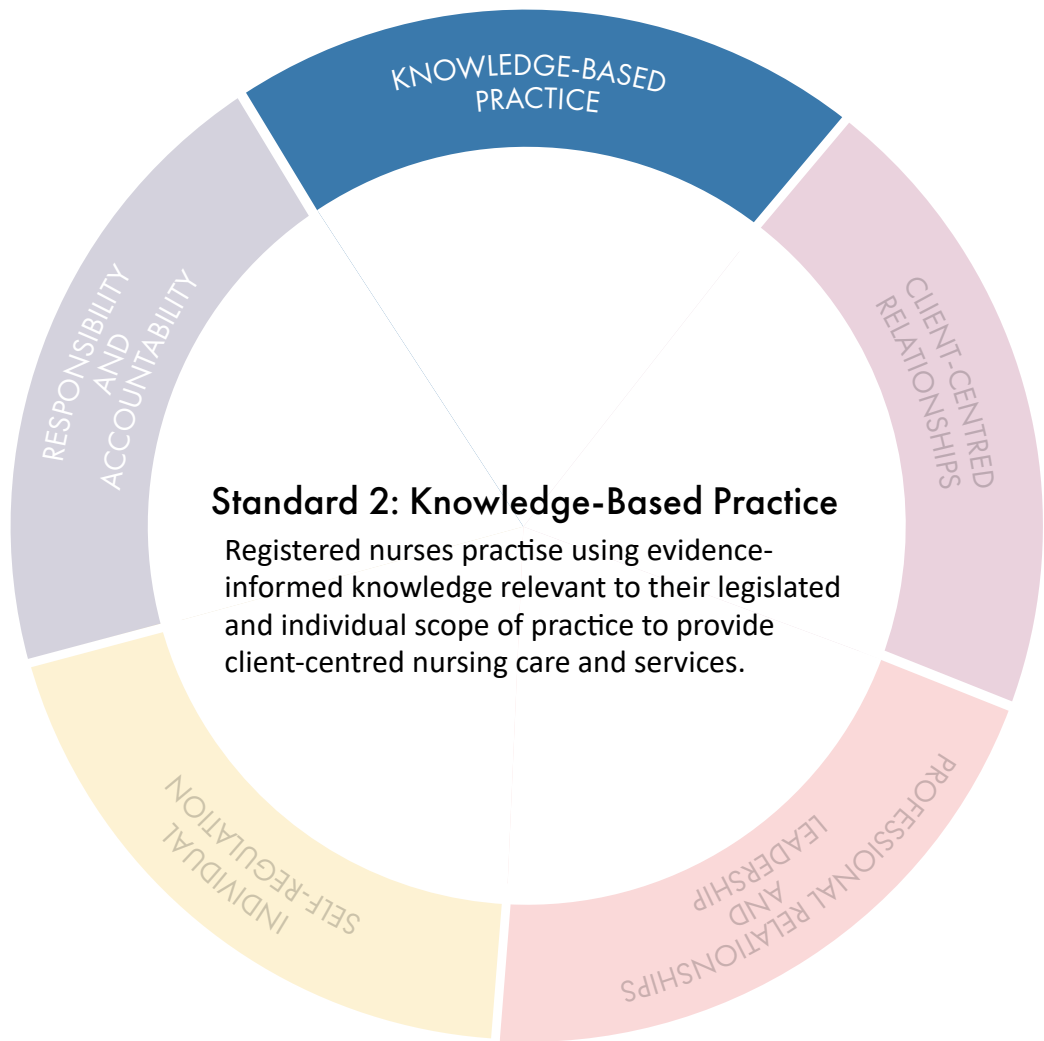 KNOWLEDGE-BASED
PRACTICE
CLIENT-CENTRED
RELATIONSHIPS
PROFESSIONAL RELATIONSHIPS
AND
LEADERSHIP
INDIVIDUAL
SELF-REGULATION
RESPONSIBILITY
AND
ACCOUNTABILITY
Standard 2: Knowledge-Based Practice
Registered nurses practise using evidence-
informed knowledge relevant to their legislated
and individual scope of practice to provide
client-centred nursing care and services.